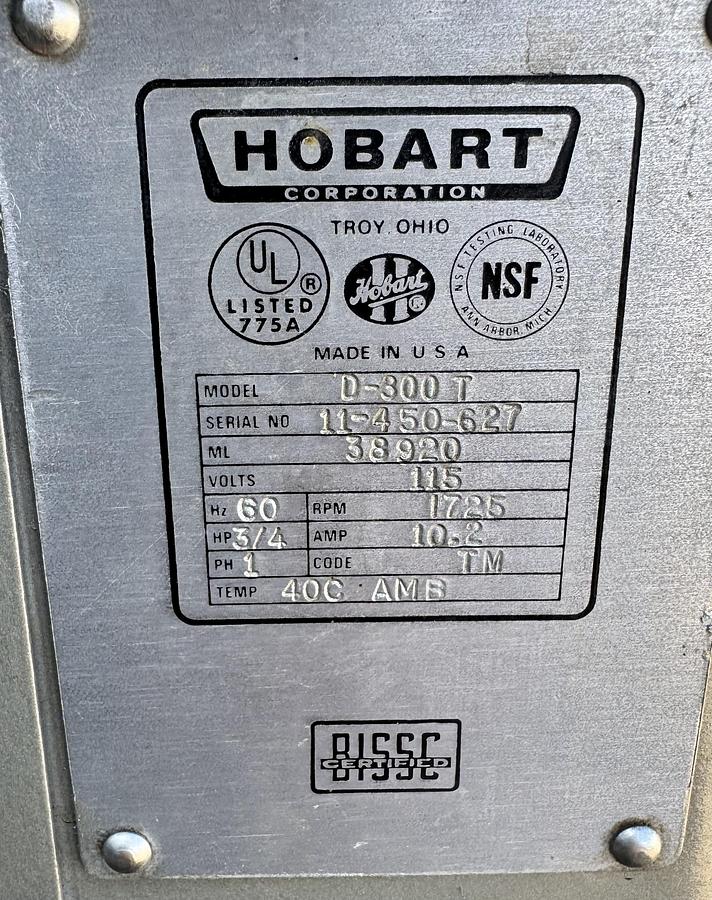 HOBART
CORPORATION
TROY, OHIO
UL ®
LISTED
775A
H
Hobart ®
N.S.F. TESTING LABORATORY
NSF
ANN ARBOR, MICH.
MADE IN U S A
MODEL D-300 T
SERIAL NO 11-450-627
ML 38920
VOLTS 115
Hz 60 RPM 1725
HP 3/4 AMP 10.2
PH 1 CODE TM
TEMP 40C AMB
BISSC
CERTIFIED